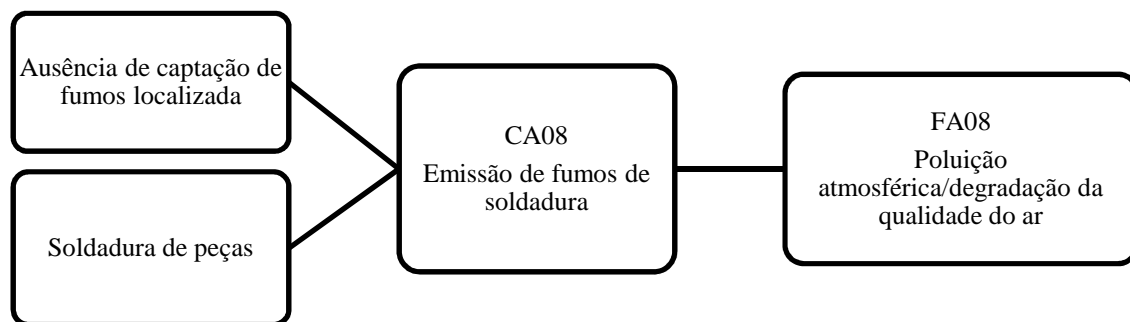 Ausência de captação de
fumos localizada
Soldadura de peças
CA08
Emissão de fumos de
soldadura
FA08
Poluição
atmosférica/degradação da
qualidade do ar